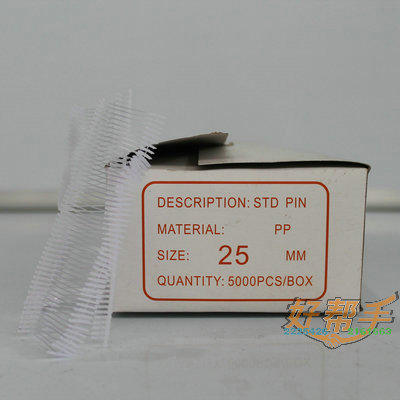 DESCRIPTION: STD PIN
MATERIAL: PP
SIZE: 25 MM
QUANTITY: 5000PCS/BOX
好帮手